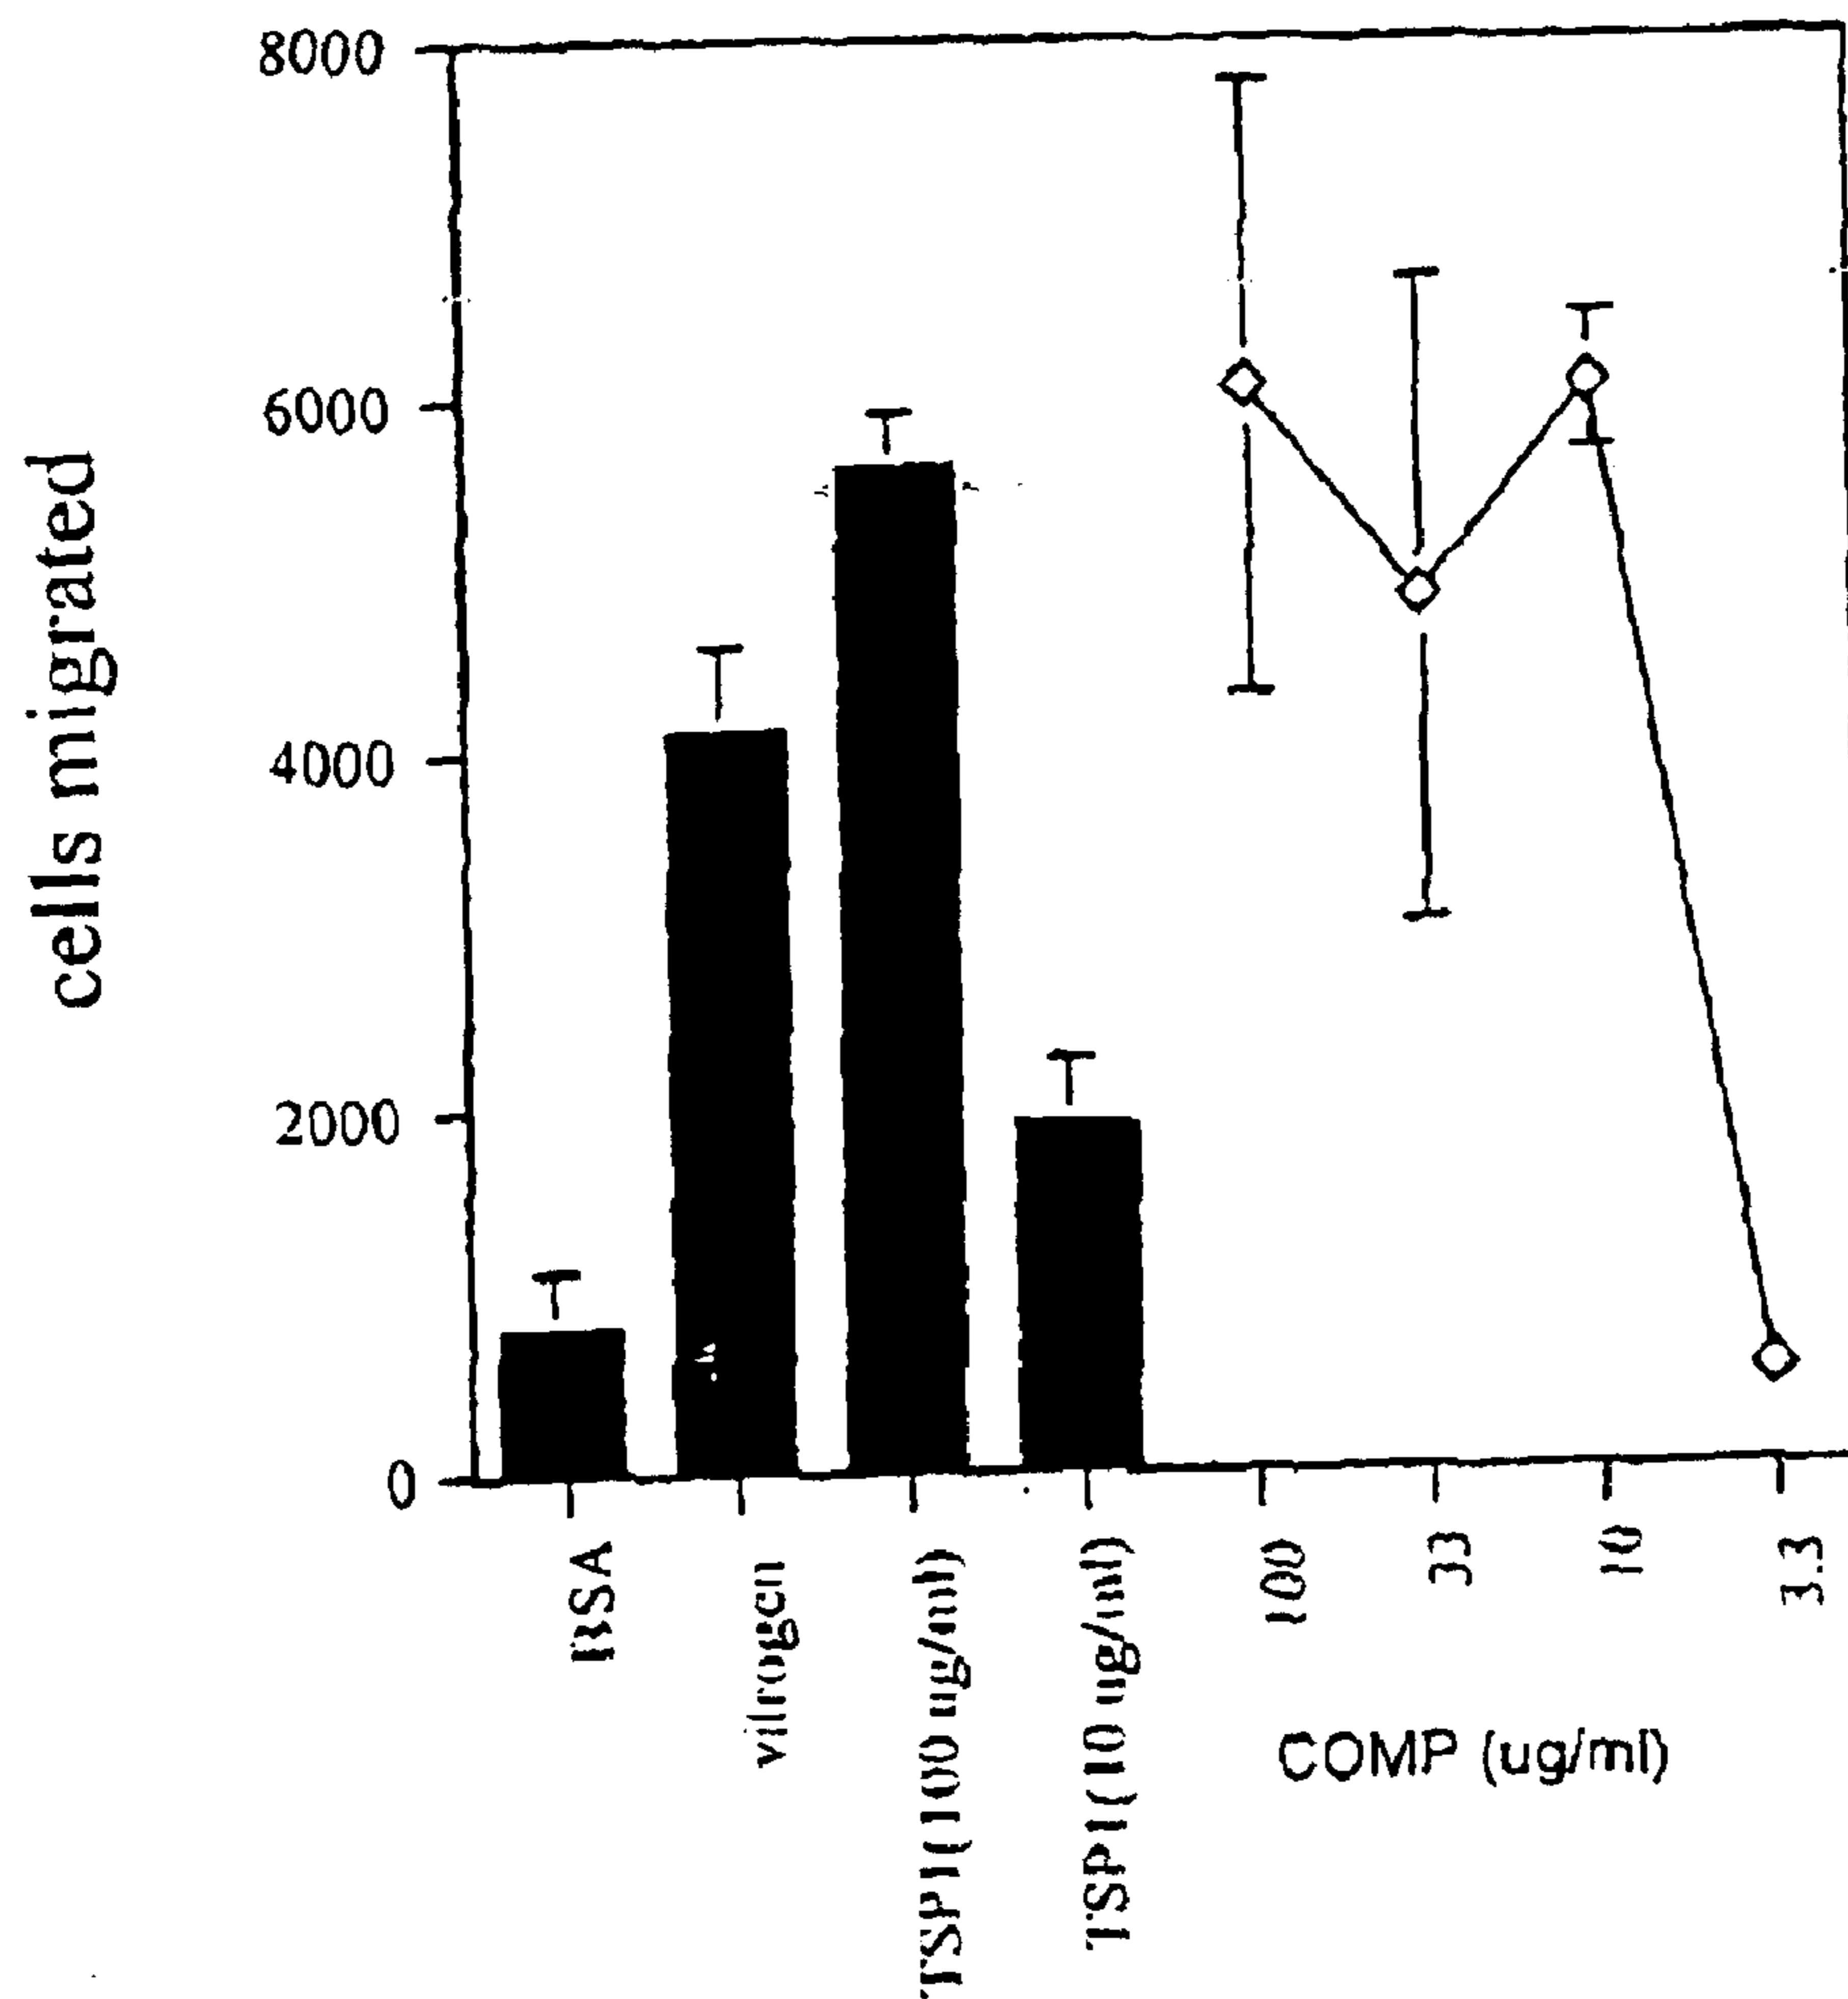 8000
6000
4000
2000
0
cells migrated
BSA
vitrogen
TSP1(100 ug/ml)
TSP1(10 ug/ml)
100
33
10
3.3
COMP (ug/ml)